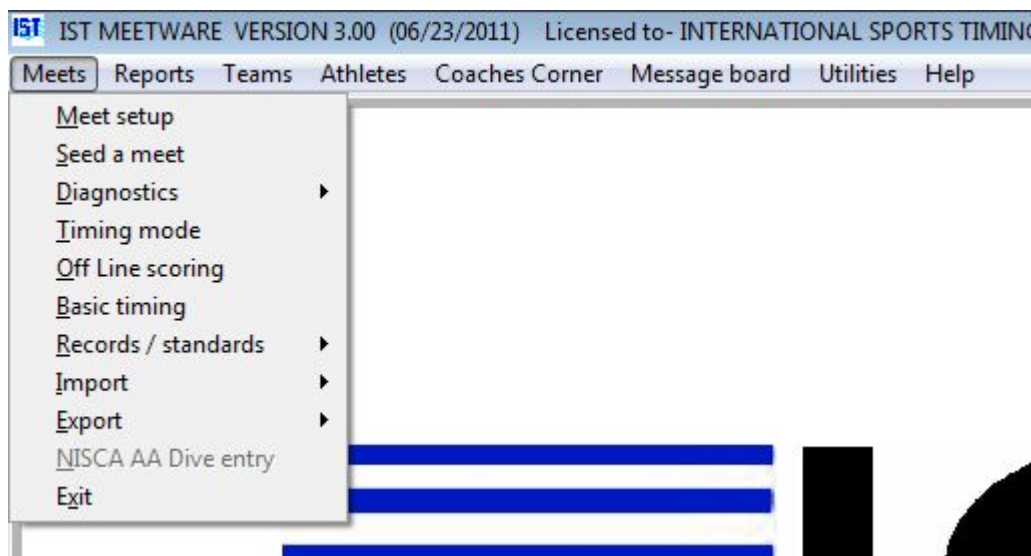 IST IST MEETWARE VERSION 3.00 (06/23/2011) Licensed to- INTERNATIONAL SPORTS TIMING
Meets Reports Teams Athletes Coaches Corner Message board Utilities Help
Meet setup
Seed a meet
Diagnostics
Timing mode
Off Line scoring
Basic timing
Records / standards
Import
Export
NISCA AA Dive entry
Exit